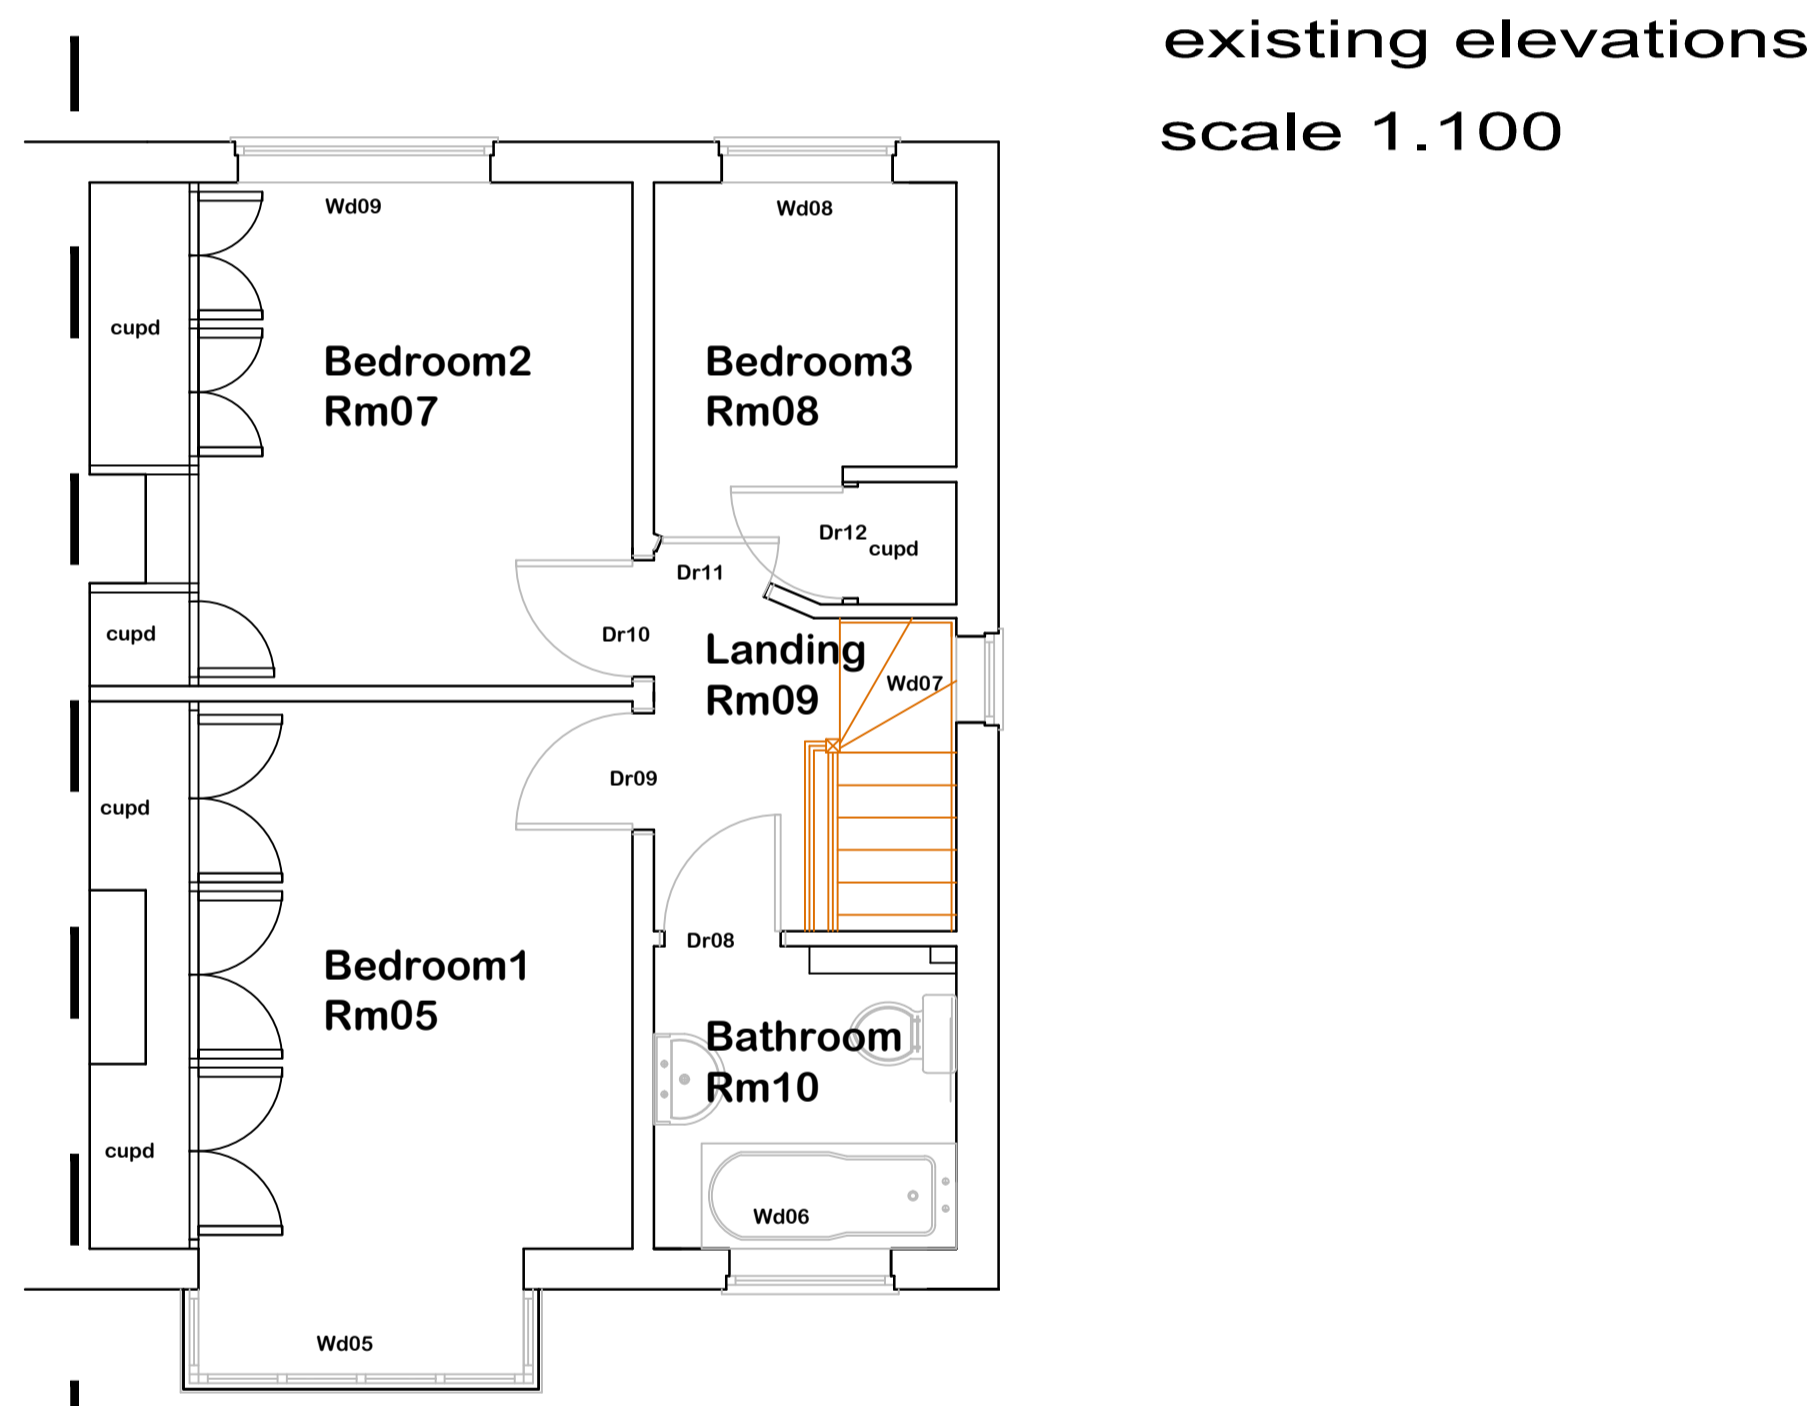 existing elevations
scale 1.100
Wd09
Wd08
cupd
Bedroom2
Rm07
Bedroom3
Rm08
Dr12
cupd
Dr11
cupd
Dr10
Landing
Rm09
Wd07
Dr09
cupd
Dr08
Bedroom1
Rm05
Bathroom
Rm10
cupd
Wd06
Wd05